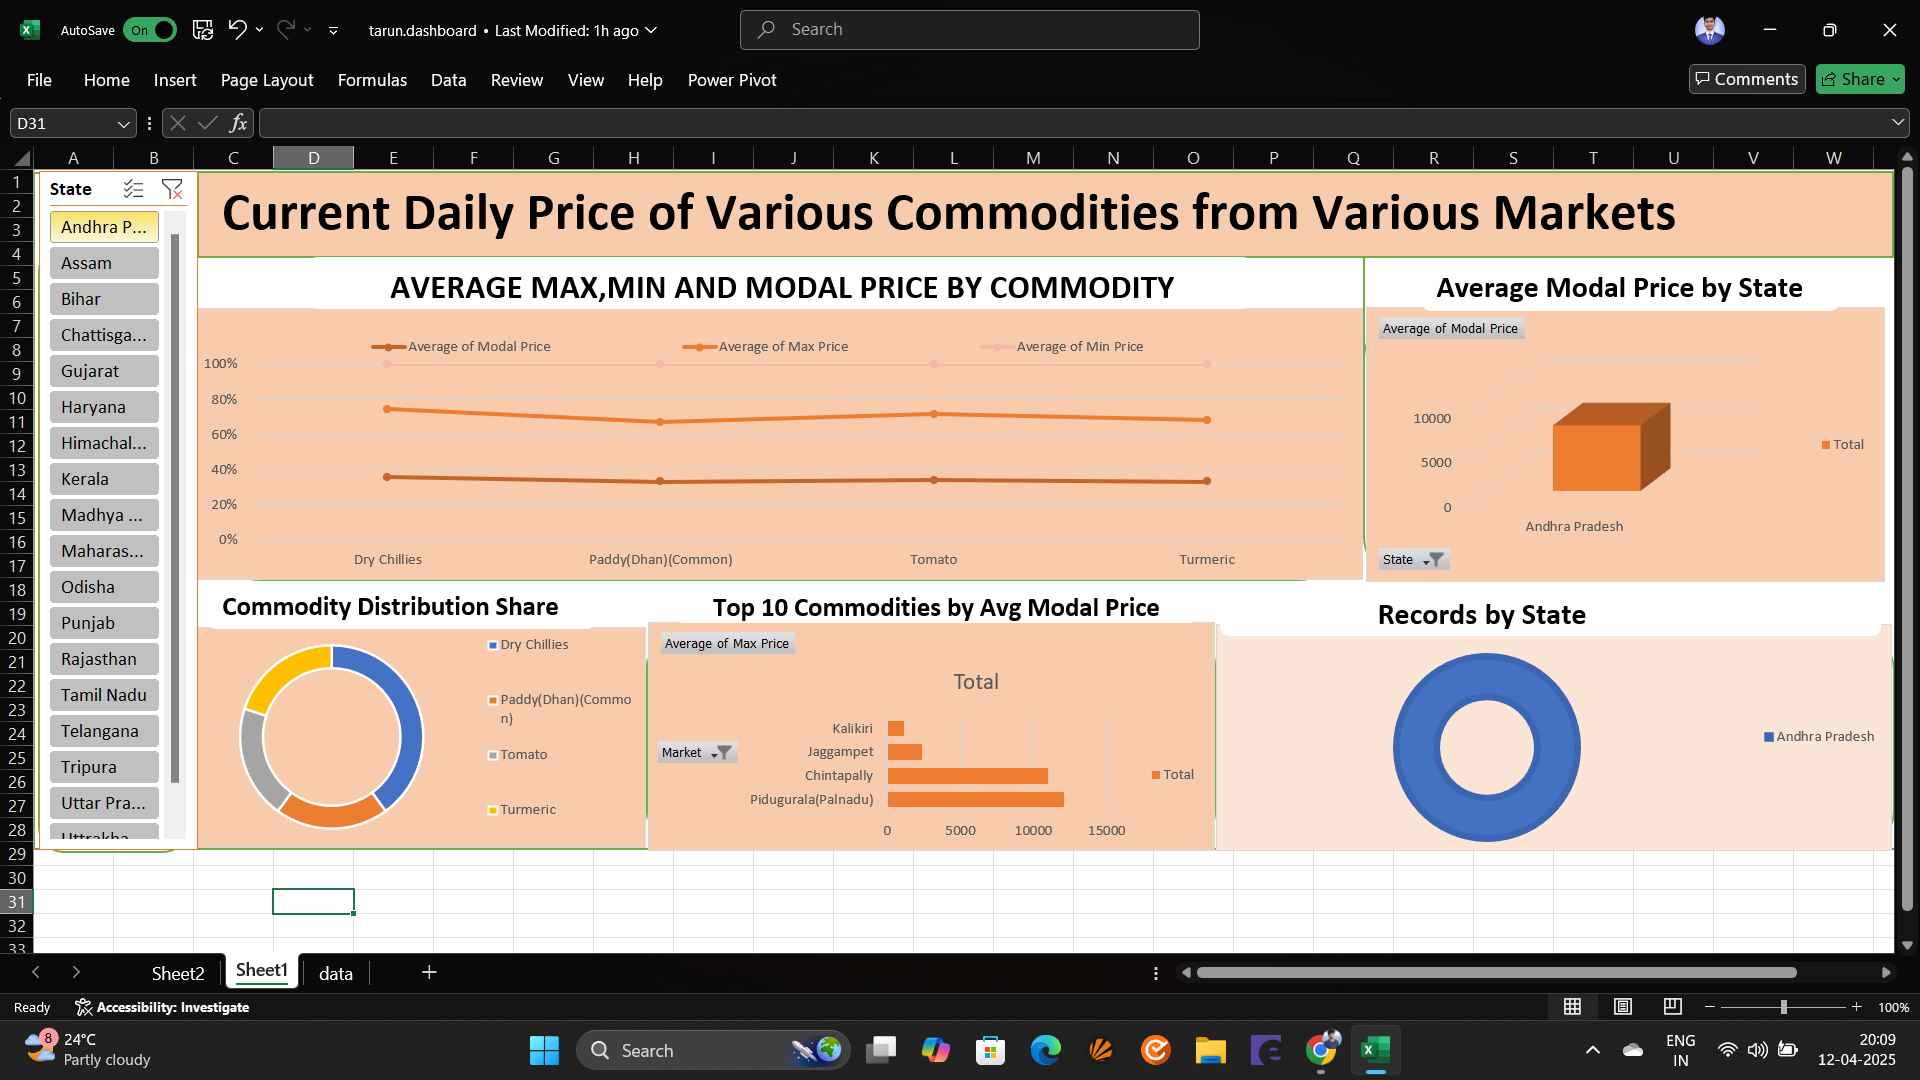 AutoSave On tarun.dashboard • Last Modified: 1h ago Search
File Home Insert Page Layout Formulas Data Review View Help Power Pivot Comments Share
D31 fx
A B C D E F G H I J K L M N O P Q R S T U V W
1
2
3
4
5
6
7
8
9
10
11
12
13
14
15
16
17
18
19
20
21
22
23
24
25
26
27
28
29
30
31
32
33
State
Andhra P...
Assam
Bihar
Chattisga...
Gujarat
Haryana
Himachal...
Kerala
Madhya ...
Maharas...
Odisha
Punjab
Rajasthan
Tamil Nadu
Telangana
Tripura
Uttar Pra...
Uttrakha...
Current Daily Price of Various Commodities from Various Markets
AVERAGE MAX,MIN AND MODAL PRICE BY COMMODITY
Average of Modal Price Average of Max Price Average of Min Price
100%
80%
60%
40%
20%
0%
Dry Chillies Paddy(Dhan)(Common) Tomato Turmeric
Average Modal Price by State
Average of Modal Price
10000
5000
0
Total
Andhra Pradesh
State
Commodity Distribution Share
Dry Chillies
Paddy(Dhan)(Commo
n)
Tomato
Turmeric
Top 10 Commodities by Avg Modal Price
Average of Max Price
Total
Market
Kalikiri
Jaggampet
Chintapally
Pidugurala(Palnadu)
0 5000 10000 15000
Total
Records by State
Andhra Pradesh
Sheet2 Sheet1 data
Ready Accessibility: Investigate 100%
8 24°C
Partly cloudy
Search
ENG
IN
20:09
12-04-2025